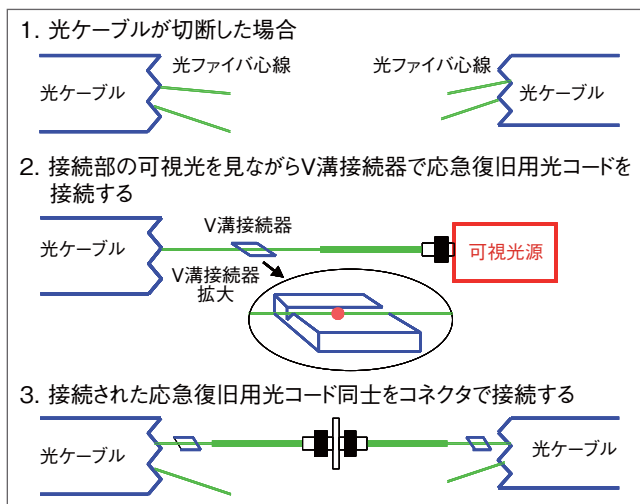 1. 光ケーブルが切断した場合
光ファイバ心線
光ファイバ心線
光ケーブル
光ケーブル
2. 接続部の可視光を見ながらV溝接続器で応急復旧用光コードを
接続する
V溝接続器
光ケーブル
可視光源
V溝接続器
拡大
3. 接続された応急復旧用光コード同士をコネクタで接続する
光ケーブル
光ケーブル